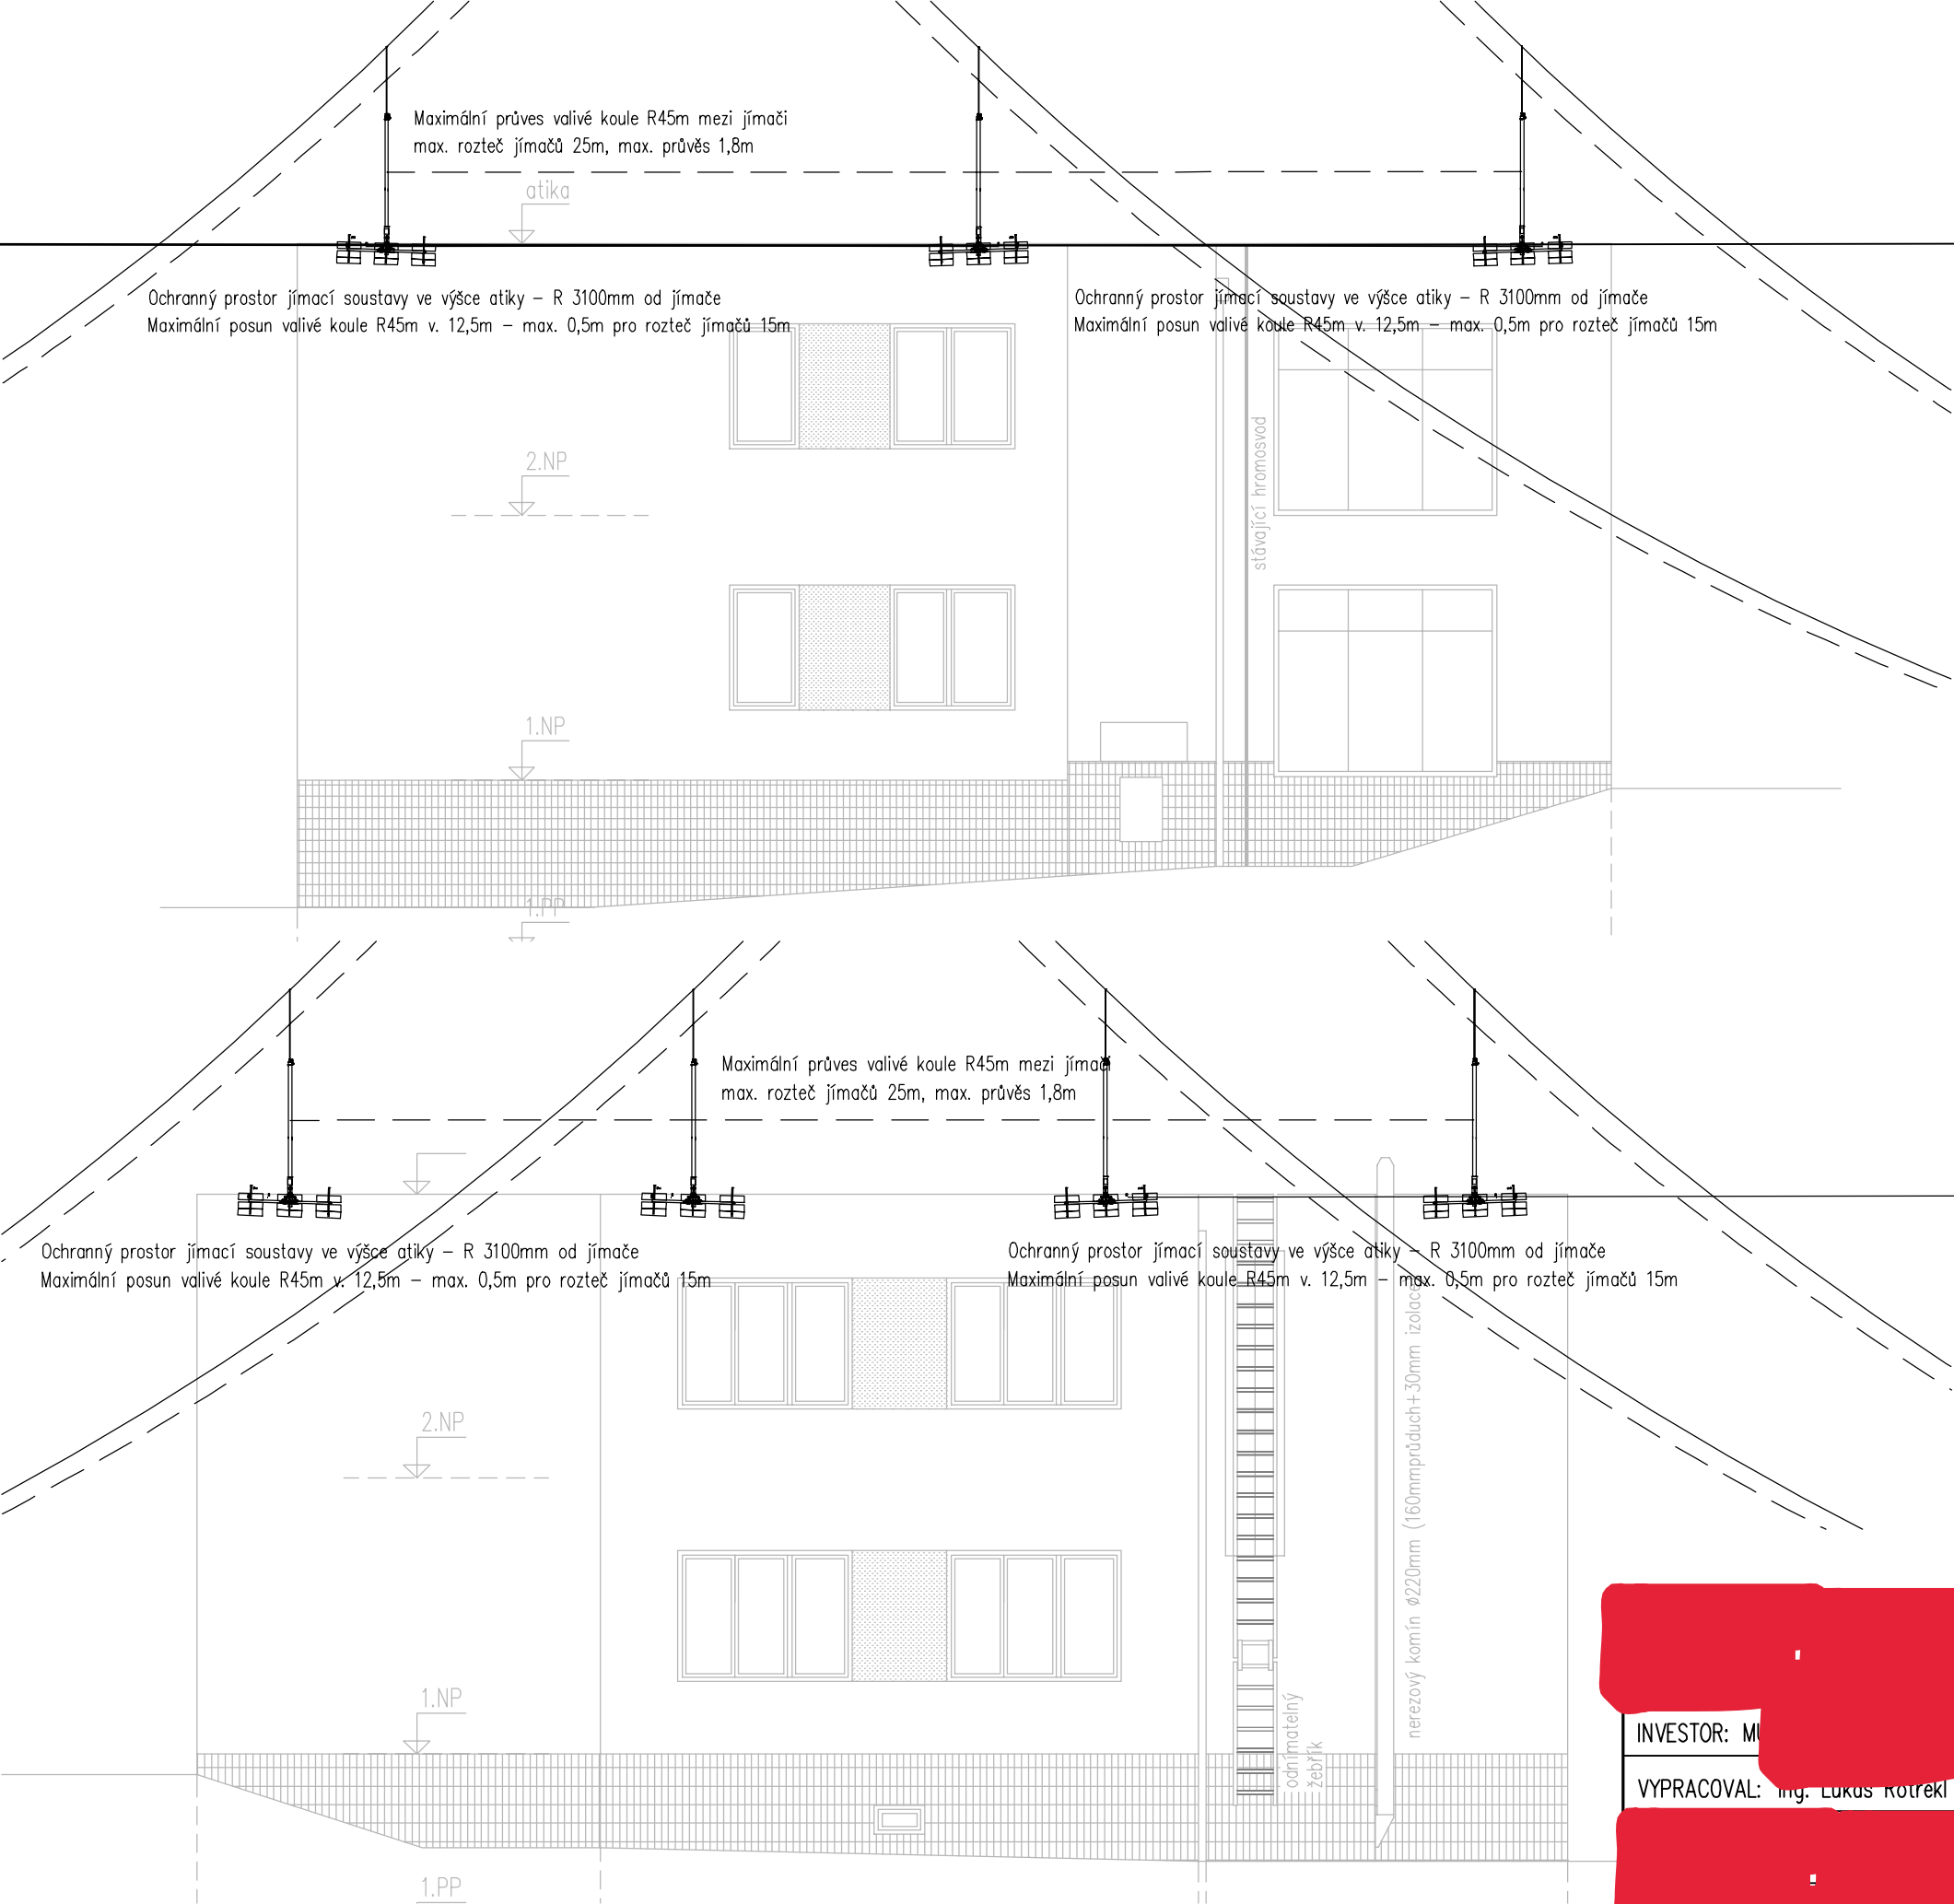 Maximální průves valivé koule R45m mezi jímači
max. rozteč jímačů 25m, max. průvěs 1,8m
atika
Ochranný prostor jímací soustavy ve výšce atiky – R 3100mm od jímače
Maximální posun valivé koule R45m v. 12,5m – max. 0,5m pro rozteč jímačů 15m
Ochranný prostor jímací soustavy ve výšce atiky – R 3100mm od jímače
Maximální posun valivé koule R45m v. 12,5m – max. 0,5m pro rozteč jímačů 15m
stávající hromosvod
2.NP
1.NP
1.PP
Maximální průves valivé koule R45m mezi jímači
max. rozteč jímačů 25m, max. průvěs 1,8m
Ochranný prostor jímací soustavy ve výšce atiky – R 3100mm od jímače
Maximální posun valivé koule R45m v. 12,5m – max. 0,5m pro rozteč jímačů 15m
Ochranný prostor jímací soustavy ve výšce atiky – R 3100mm od jímače
Maximální posun valivé koule R45m v. 12,5m – max. 0,5m pro rozteč jímačů 15m
2.NP
nerezový komín ø220mm (160mmprůduch+30mm izolace
1.NP
odnímatelný
žebřík
1.PP
INVESTOR:
VYPRACOVAL: Ing. Lukáš Rotrekl